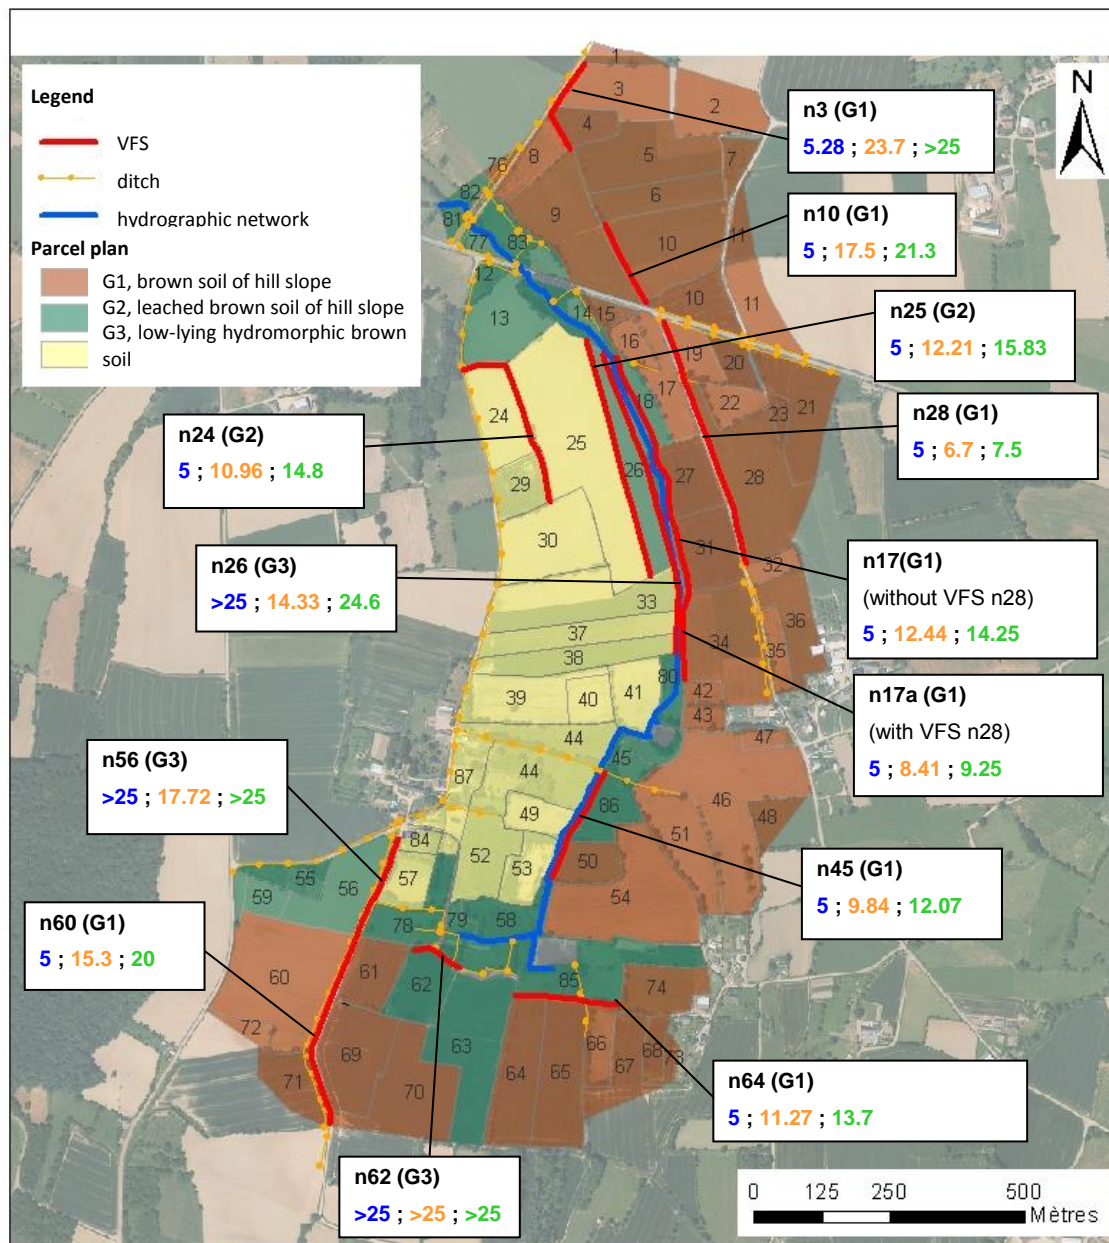 Legend
VFS
ditch
hydrographic network
Parcel plan
G1, brown soil of hill slope
G2, leached brown soil of hill slope
G3, low-lying hydromorphic brown
soil
N
n3 (G1)
5.28 ; 23.7 ; >25
n10 (G1)
5 ; 17.5 ; 21.3
n25 (G2)
5 ; 12.21 ; 15.83
n28 (G1)
5 ; 6.7 ; 7.5
n24 (G2)
5 ; 10.96 ; 14.8
n26 (G3)
>25 ; 14.33 ; 24.6
n17(G1)
(without VFS n28)
5 ; 12.44 ; 14.25
n17a (G1)
(with VFS n28)
5 ; 8.41 ; 9.25
n56 (G3)
>25 ; 17.72 ; >25
n45 (G1)
5 ; 9.84 ; 12.07
n60 (G1)
5 ; 15.3 ; 20
n64 (G1)
5 ; 11.27 ; 13.7
n62 (G3)
>25 ; >25 ; >25
1
3
2
4
8
5
7
76
6
82
9
81
77
83
10
11
12
10
11
13
14
15
16
19
20
17
18
22
23
21
24
25
26
27
28
29
30
31
32
33
36
37
34
35
38
80
39
40
41
42
43
44
45
47
87
44
46
49
86
48
84
52
51
53
50
57
55
56
59
54
78
79
58
60
61
62
85
74
72
69
63
66
68
73
71
70
64
65
67
0 125 250 500
Mètres